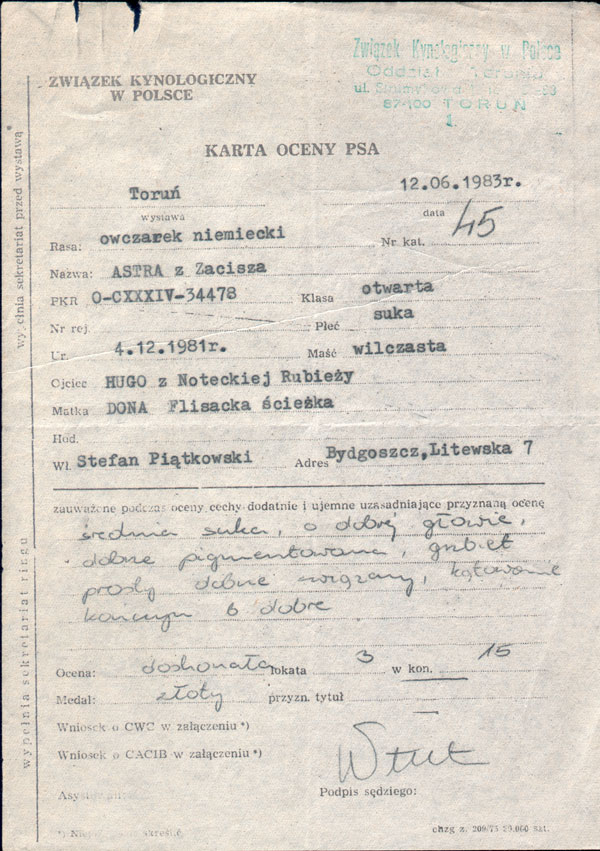 Związek Kynologiczny w Polsce
Oddział
87-100 TORUŃ
1.
ZWIĄZEK KYNOLOGICZNY
W POLSCE
KARTA OCENY PSA
Toruń 12.06.1983r.
wystawa data
Rasa: owczarek niemiecki Nr kat. 45
Nazwa: ASTRA z Zacisza
PKR O-CXXXIV-34478 Klasa otwarta
Nr rej. Płeć suka
Ur. 4.12.1981r. Maść wilczasta
Ojciec HUGO z Noteckiej Rubieży
Matka DONA Flisacka ścieżka
Hod.
Wł. Stefan Piątkowski Adres Bydgoszcz,Litewska 7
zauważone podczas oceny cechy dodatnie i ujemne uzasadniające przyznaną ocenę
średnia suka, o dobrej głowie,
dobrze pigmentowana, grzbiet
prosty dobrze związany, kątowanie
kończyn b dobre
Ocena: doskonała lokata 3 w kon. 15
Medal: złoty przyzn. tytuł —
Wniosek o CWC w załączeniu *)
Wniosek o CACIB w załączeniu *)
Podpis sędziego:
wypełnia sekretariat przed wystawą
wypełnia sekretariat ringu